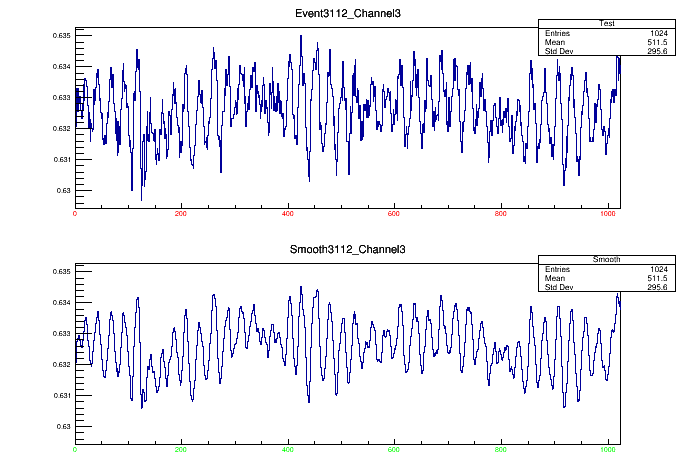 Event3112_Channel3
Test
Entries 1024
Mean 511.5
Std Dev 295.6
0.635
0.634
0.633
0.632
0.631
0.63
0 200 400 600 800 1000
Smooth3112_Channel3
Smooth
Entries 1024
Mean 511.5
Std Dev 295.6
0.635
0.634
0.633
0.632
0.631
0.63
0 200 400 600 800 1000